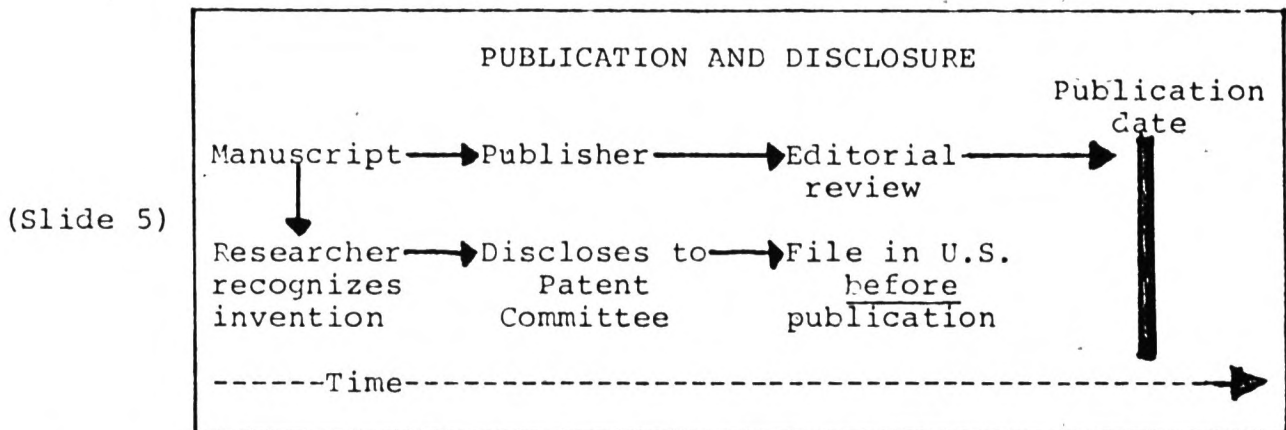 PUBLICATION AND DISCLOSURE
Publication
date
Manuscript Publisher Editorial
review
(Slide 5)
Researcher Discloses to File in U.S.
recognizes Patent before
invention Committee publication
------Time------